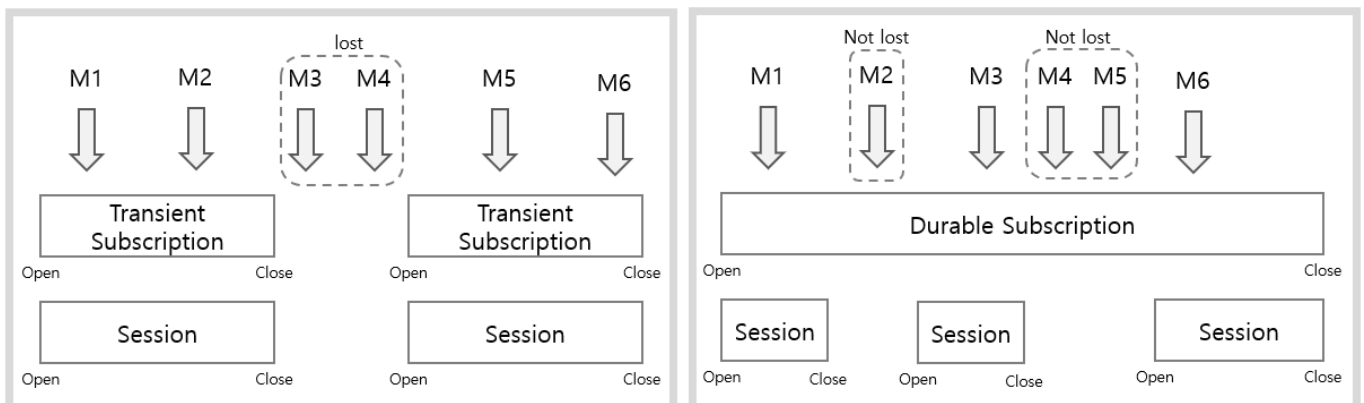 lost
M1
M2
M3
M4
M5
M6
Transient
Subscription
Transient
Subscription
Open
Close
Open
Close
Session
Session
Open
Close
Open
Close
Not lost
Not lost
M1
M2
M3
M4
M5
M6
Durable Subscription
Open
Close
Session
Session
Session
Open
Close
Open
Close
Open
Close